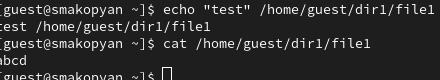 [guest@smakopyan ~]$ echo "test" /home/guest/dir1/file1
test /home/guest/dir1/file1
[guest@smakopyan ~]$ cat /home/guest/dir1/file1
abcd
[guest@smakopyan ~]$